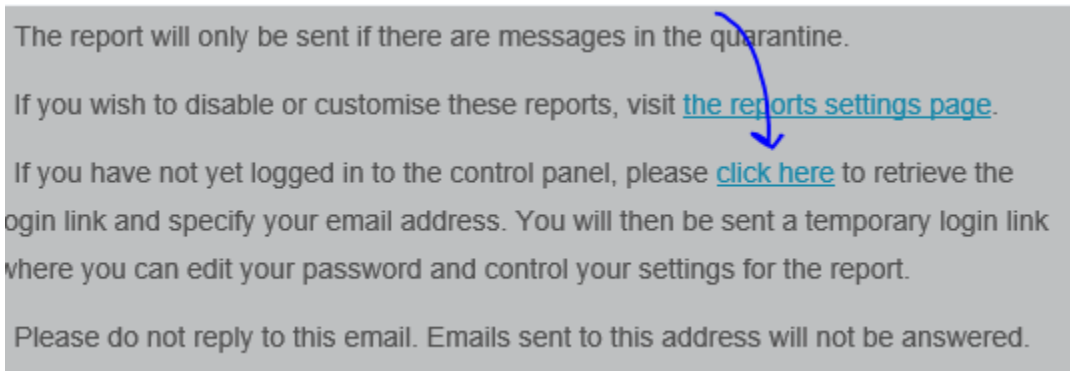 The report will only be sent if there are messages in the quarantine.
If you wish to disable or customise these reports, visit the reports settings page.
If you have not yet logged in to the control panel, please click here to retrieve the
ogin link and specify your email address. You will then be sent a temporary login link
where you can edit your password and control your settings for the report.
Please do not reply to this email. Emails sent to this address will not be answered.